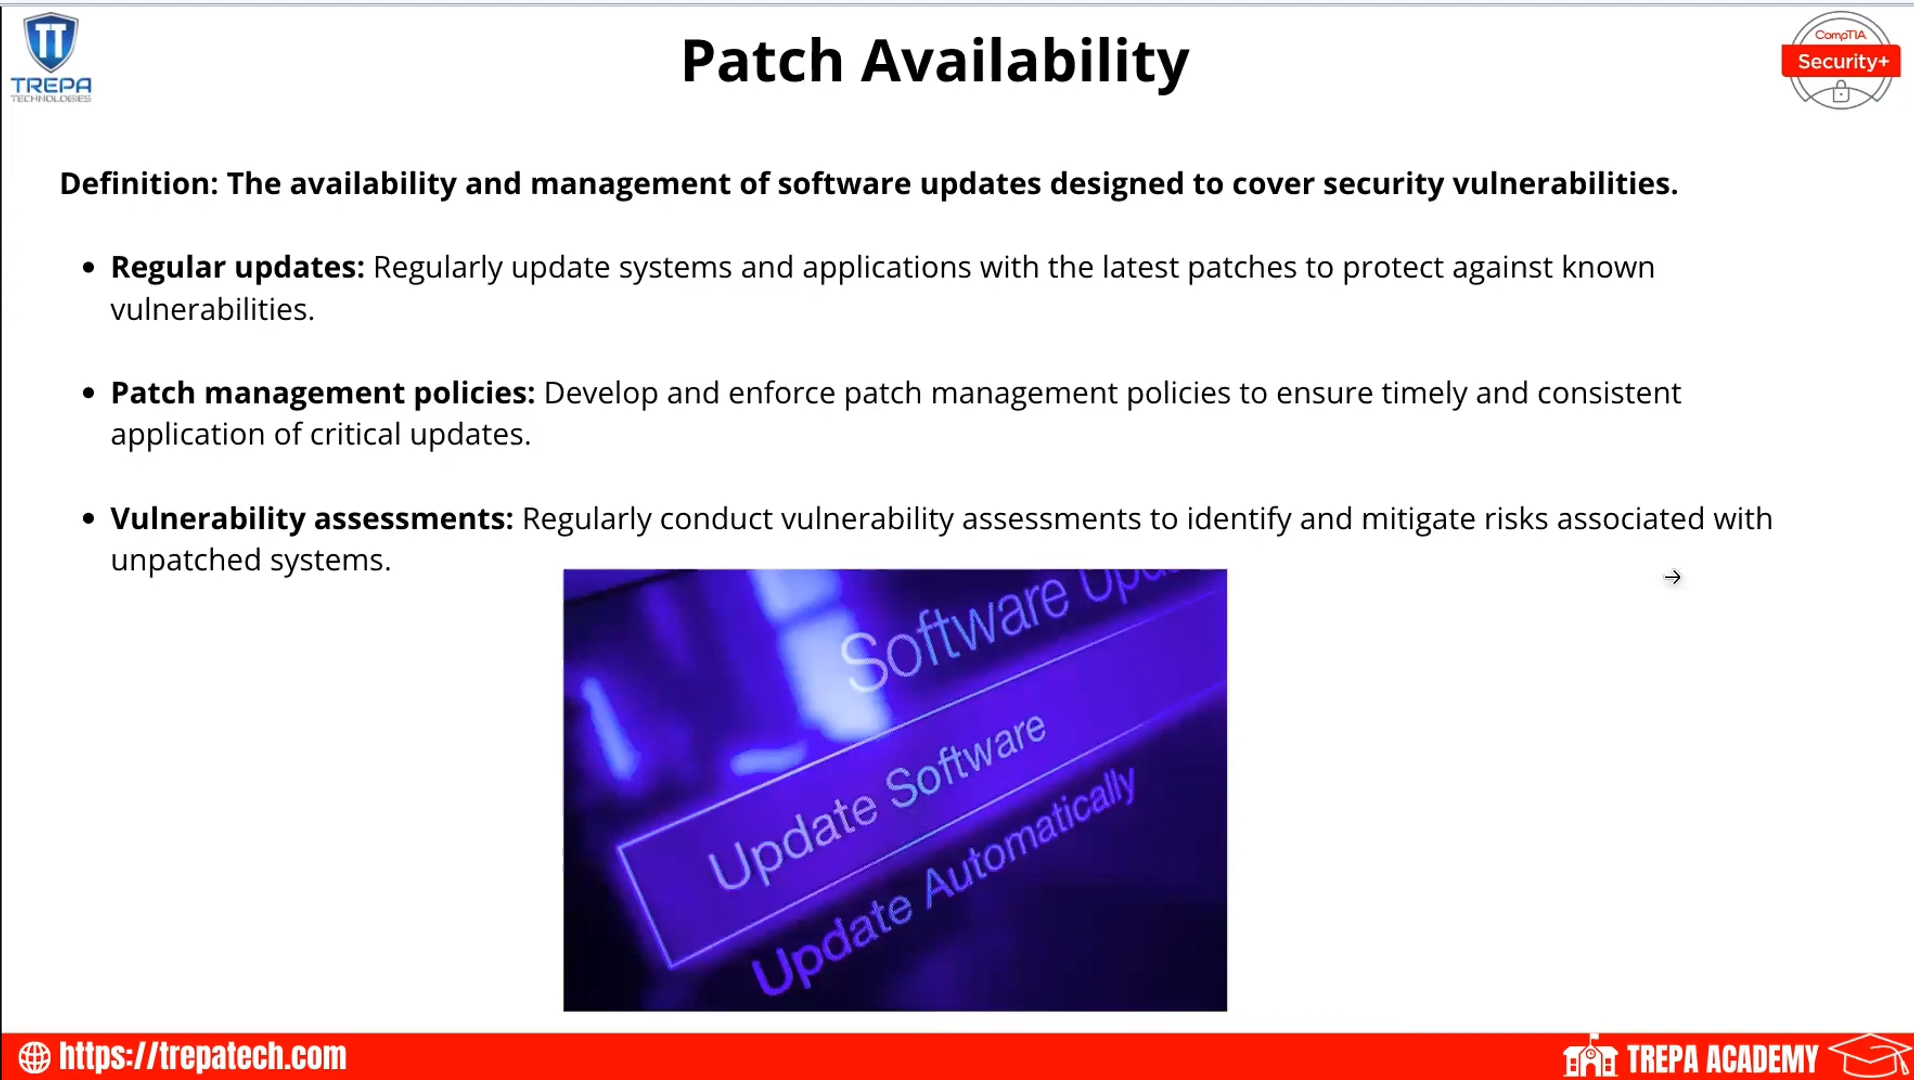 TREPA
TECHNOLOGIES
Patch Availability
CompTIA
Security+
Definition: The availability and management of software updates designed to cover security vulnerabilities.
• Regular updates: Regularly update systems and applications with the latest patches to protect against known
vulnerabilities.
• Patch management policies: Develop and enforce patch management policies to ensure timely and consistent
application of critical updates.
• Vulnerability assessments: Regularly conduct vulnerability assessments to identify and mitigate risks associated with
unpatched systems.
Software
Update Software
Update Automatically
https://trepatech.com
TREPA ACADEMY